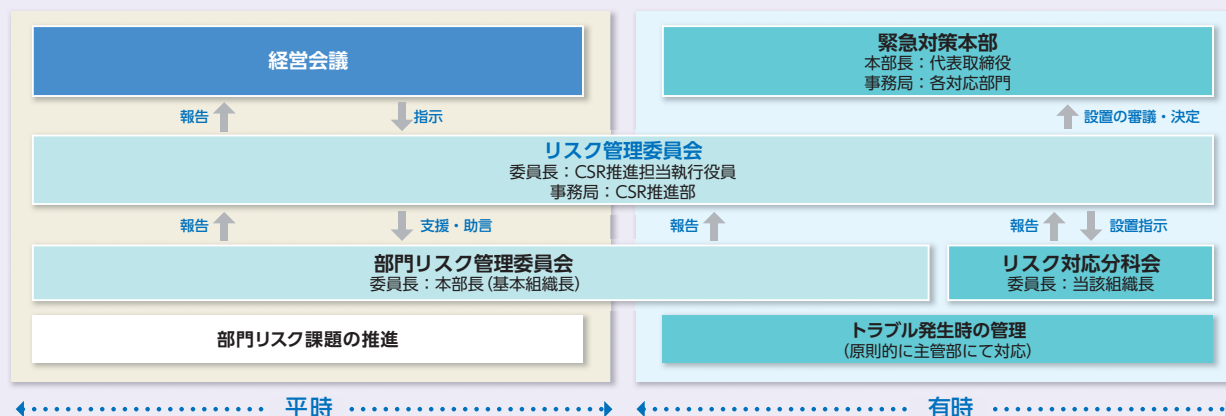 経営会議
緊急対策本部
本部長：代表取締役
事務局：各対応部門
報告
指示
設置の審議・決定
リスク管理委員会
委員長：CSR推進担当執行役員
事務局：CSR推進部
報告
支援・助言
報告
報告
設置指示
部門リスク管理委員会
委員長：本部長（基本組織長）
リスク対応分科会
委員長：当該組織長
部門リスク課題の推進
トラブル発生時の管理
（原則的に主管部にて対応）
平時
有時